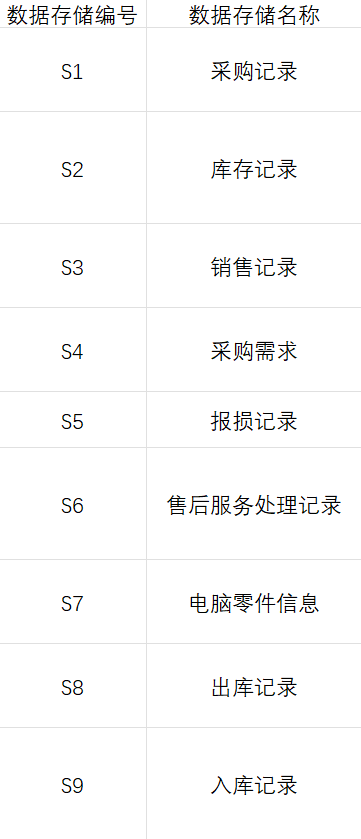 数据存储编号 数据存储名称
S1 采购记录
S2 库存记录
S3 销售记录
S4 采购需求
S5 报损记录
S6 售后服务处理记录
S7 电脑零件信息
S8 出库记录
S9 入库记录